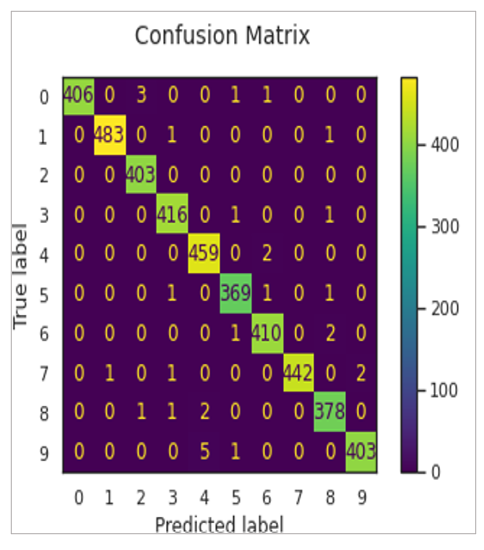 Confusion Matrix
0 406 0 3 0 0 1 1 0 0 0
1 0 483 0 1 0 0 0 0 1 0
2 0 0 403 0 0 0 0 0 0 0
3 0 0 0 416 0 1 0 0 1 0
4 0 0 0 0 459 0 2 0 0 0
5 0 0 0 1 0 369 1 0 1 0
6 0 0 0 0 0 1 410 0 2 0
7 0 1 0 1 0 0 0 442 0 2
8 0 0 1 1 2 0 0 0 378 0
9 0 0 0 0 5 1 0 0 0 403
0 1 2 3 4 5 6 7 8 9
Predicted label
True label
400
300
200
100
0